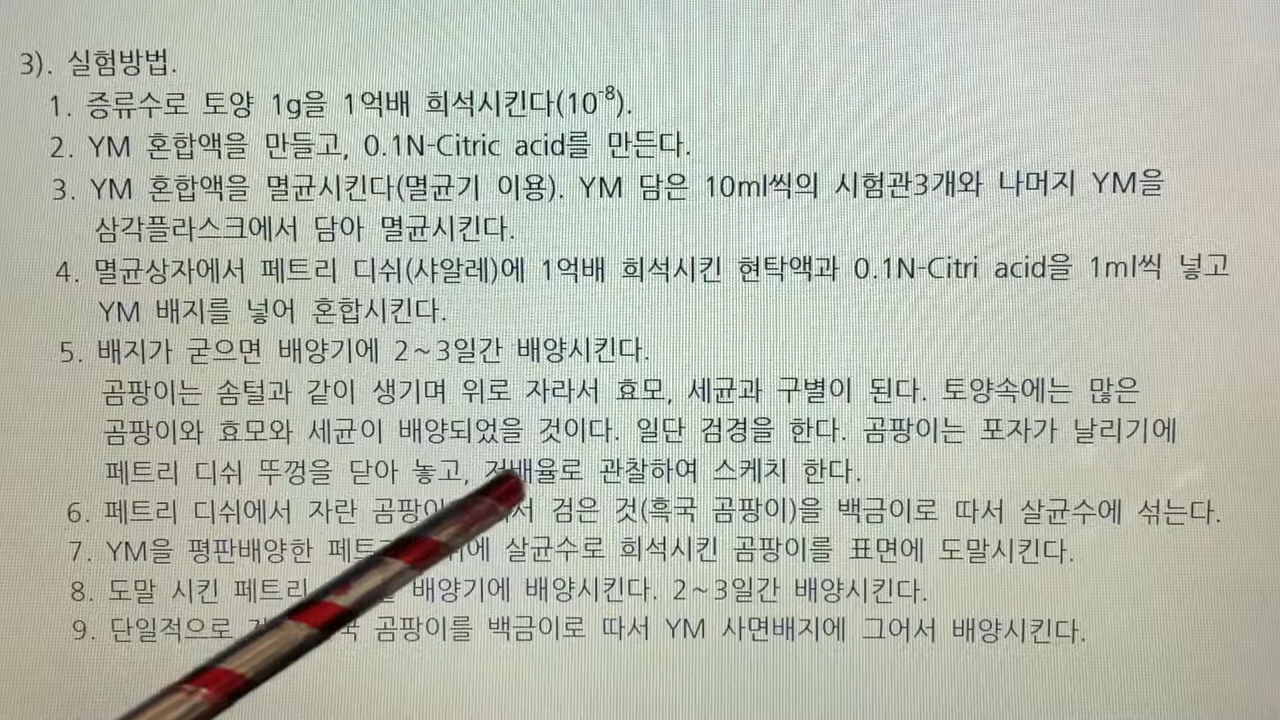 3). 실험방법.
1. 증류수로 토양 1g을 1억배 희석시킨다(10⁻⁸).
2. YM 혼합액을 만들고, 0.1N-Citric acid를 만든다.
3. YM 혼합액을 멸균시킨다(멸균기 이용). YM 담은 10ml씩의 시험관3개와 나머지 YM을
삼각플라스크에서 담아 멸균시킨다.
4. 멸균상자에서 페트리 디쉬(샤알레)에 1억배 희석시킨 현탁액과 0.1N-Citri acid을 1ml씩 넣고
YM 배지를 넣어 혼합시킨다.
5. 배지가 굳으면 배양기에 2~3일간 배양시킨다.
곰팡이는 솜털과 같이 생기며 위로 자라서 효모, 세균과 구별이 된다. 토양속에는 많은
곰팡이와 효모와 세균이 배양되었을 것이다. 일단 검경을 한다. 곰팡이는 포자가 날리기에
페트리 디쉬 뚜껑을 닫아 놓고, 저배율로 관찰하여 스케치 한다.
6. 페트리 디쉬에서 자란 검은 것(흑국 곰팡이)을 백금이로 따서 살균수에 섞는다.
7. YM을 평판배양한 살균수로 희석시킨 곰팡이를 표면에 도말시킨다.
8. 도말 시킨 페트리 배양기에 배양시킨다. 2~3일간 배양시킨다.
9. 단일적으로 곰팡이를 백금이로 따서 YM 사면배지에 그어서 배양시킨다.